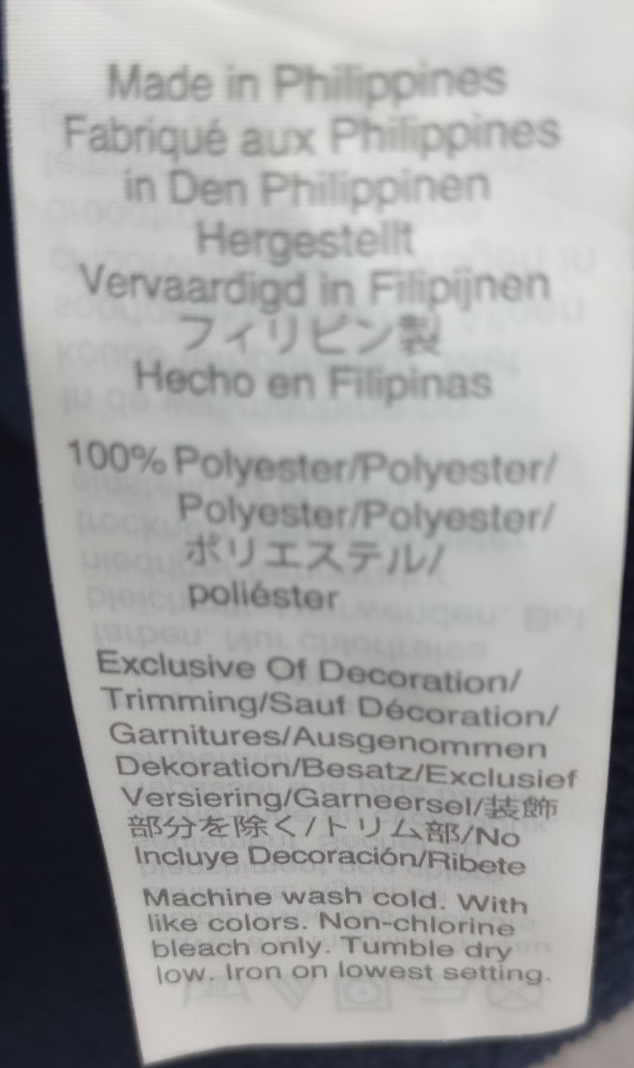 Made in Philippines
Fabriqué aux Philippines
in Den Philippinen
Hergestellt
Vervaardigd in Filipijnen
フィリピン製
Hecho en Filipinas
100% Polyester/Polyester/
Polyester/Polyester/
ポリエステル/
poliéster
Exclusive Of Decoration/
Trimming/Sauf Décoration/
Garnitures/Ausgenommen
Dekoration/Besatz/Exclusief
Versiering/Garneersel/装飾
部分を除く/トリム部/No
Incluye Decoración/Ribete
Machine wash cold. With
like colors. Non-chlorine
bleach only. Tumble dry
low. Iron on lowest setting.